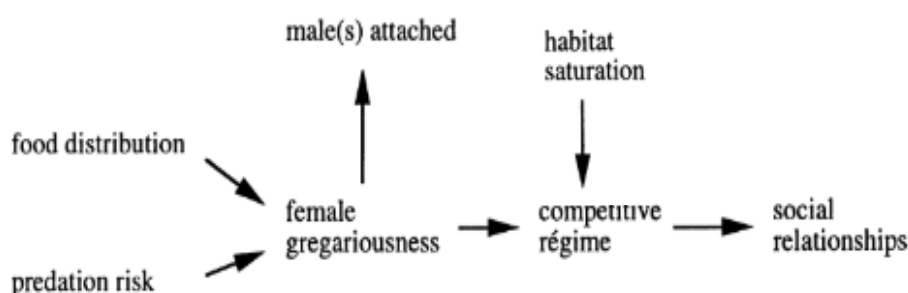 male(s) attached
habitat
saturation
food distribution
female
gregariousness
competitive
régime
social
relationships
predation risk